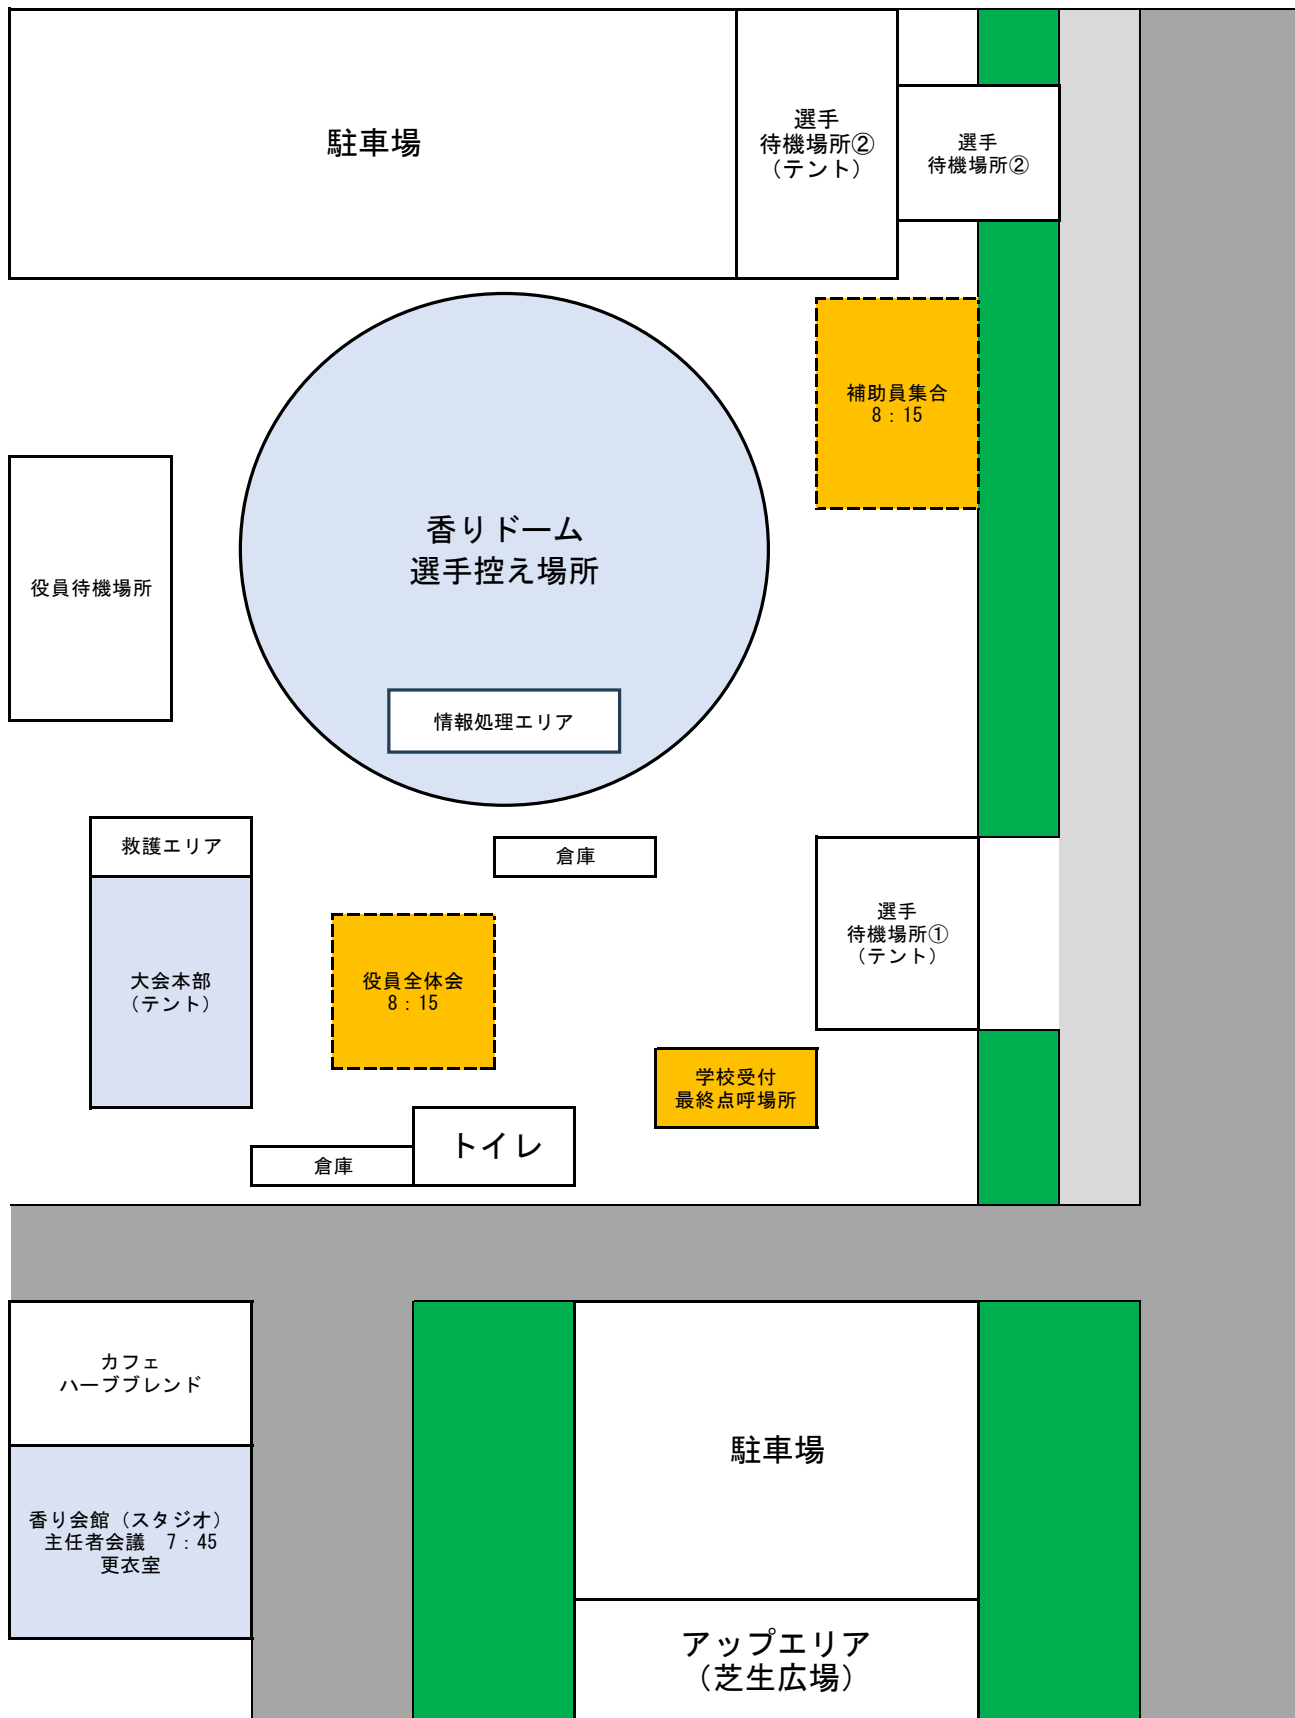 駐車場
選手
待機場所②
（テント）
選手
待機場所②
補助員集合
8：15
香りドーム
選手控え場所
役員待機場所
情報処理エリア
救護エリア
倉庫
選手
待機場所①
（テント）
大会本部
（テント）
役員全体会
8：15
学校受付
最終点呼場所
トイレ
倉庫
カフェ
ハーブブレンド
駐車場
香り会館（スタジオ）
主任者会議　7：45
更衣室
アップエリア
（芝生広場）